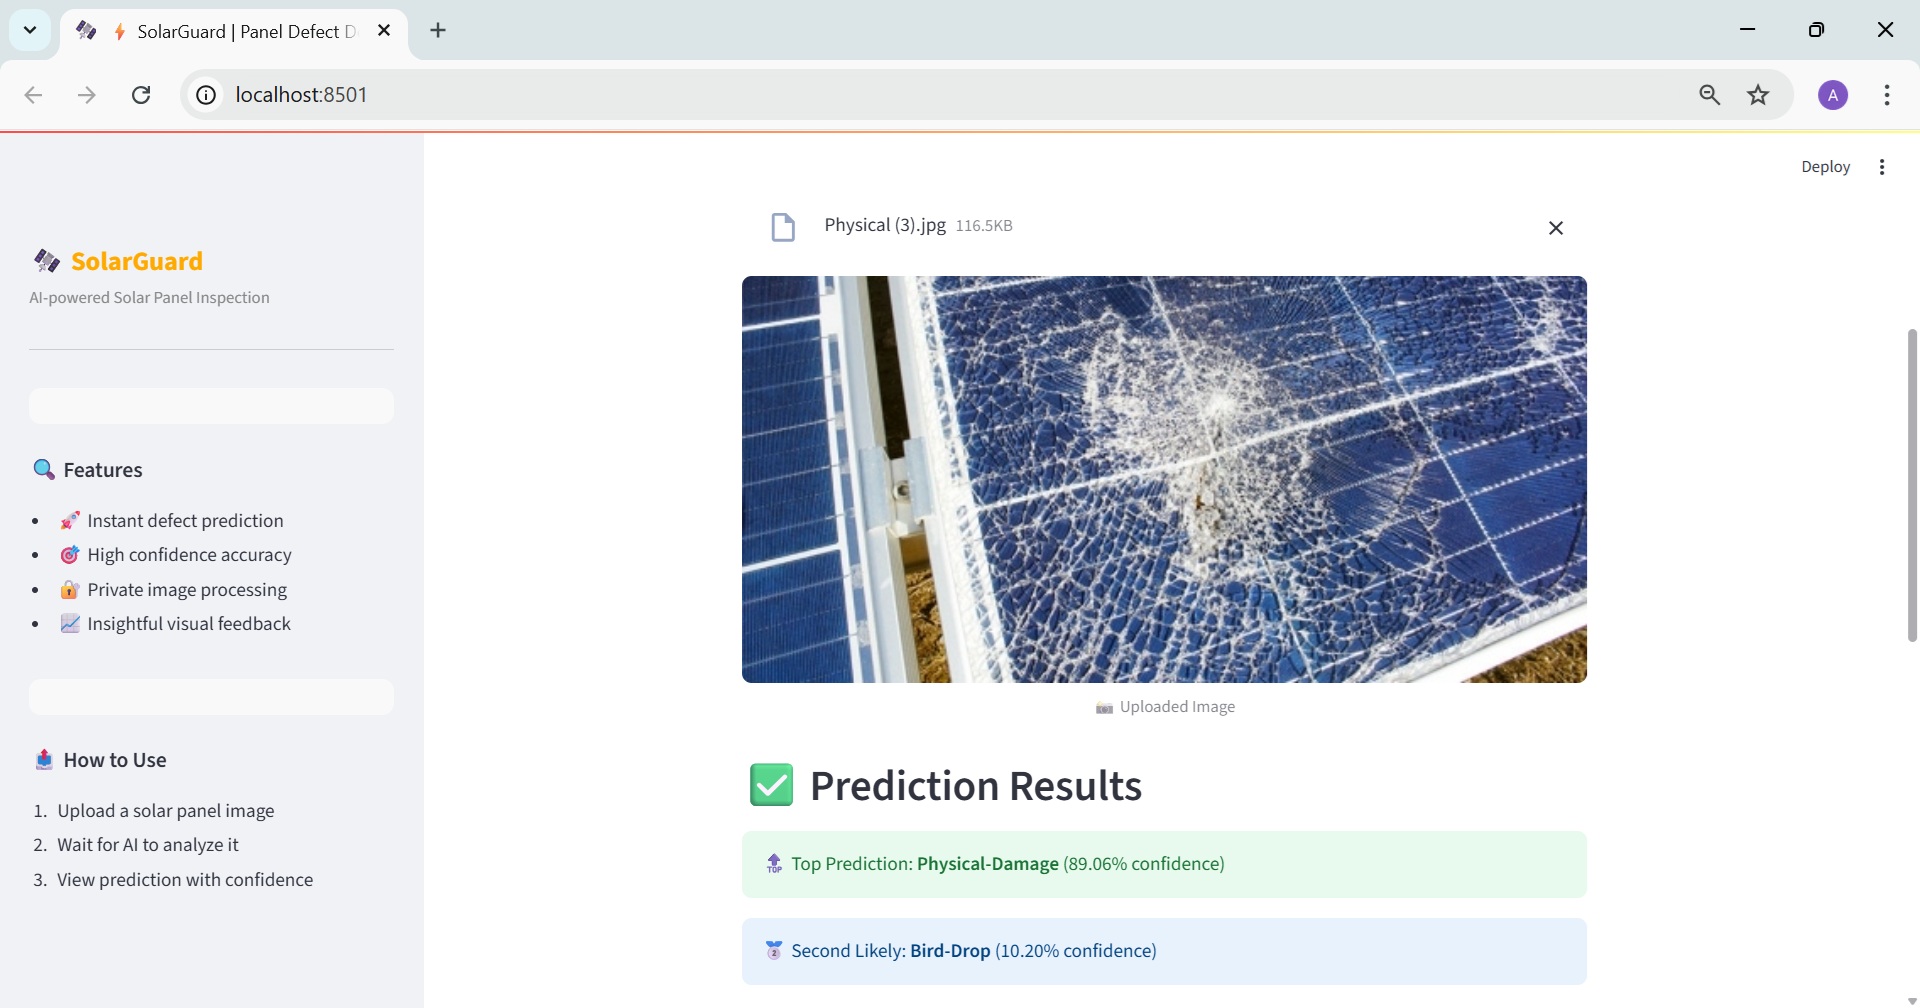 SolarGuard | Panel Defect D
localhost:8501
A
Deploy
SolarGuard
AI-powered Solar Panel Inspection
🔍 Features
• 🚀 Instant defect prediction
• 🎯 High confidence accuracy
• 🔐 Private image processing
• 📈 Insightful visual feedback
📤 How to Use
1. Upload a solar panel image
2. Wait for AI to analyze it
3. View prediction with confidence
Physical (3).jpg 116.5KB
📸 Uploaded Image
✅ Prediction Results
🔝 Top Prediction: Physical-Damage (89.06% confidence)
🥈 Second Likely: Bird-Drop (10.20% confidence)